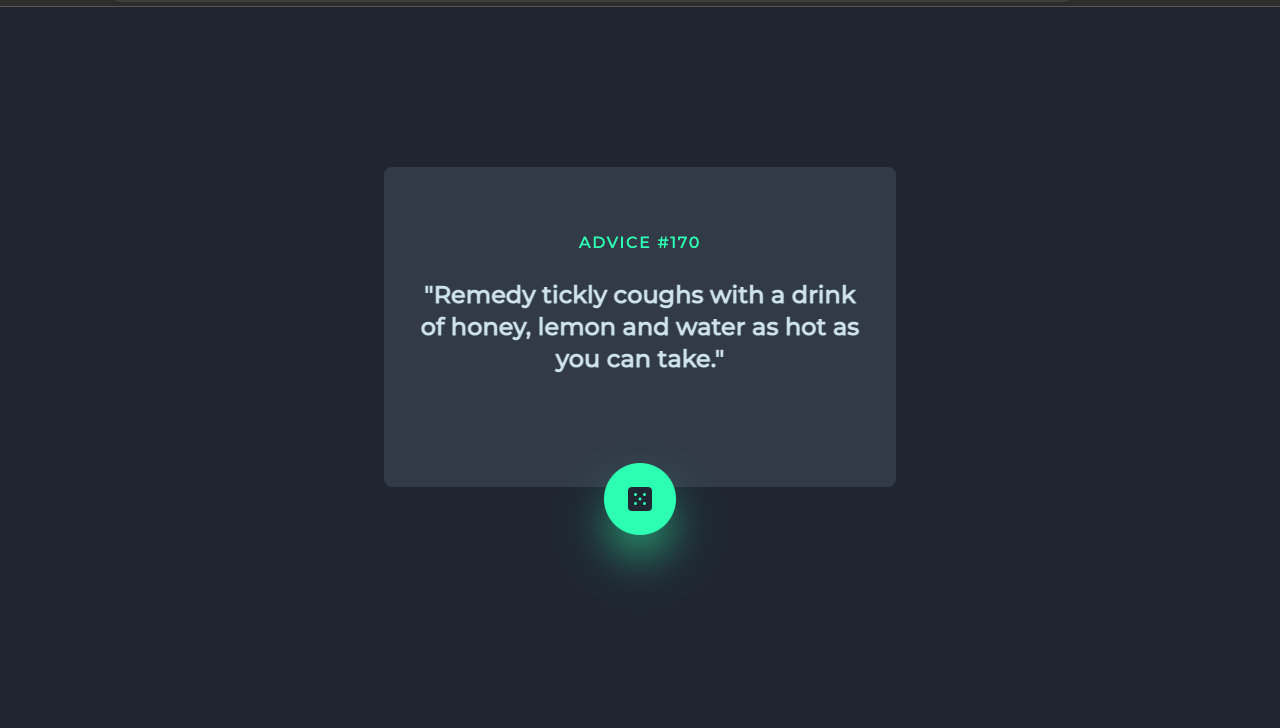 ADVICE #170
"Remedy tickly coughs with a drink
of honey, lemon and water as hot as
you can take."